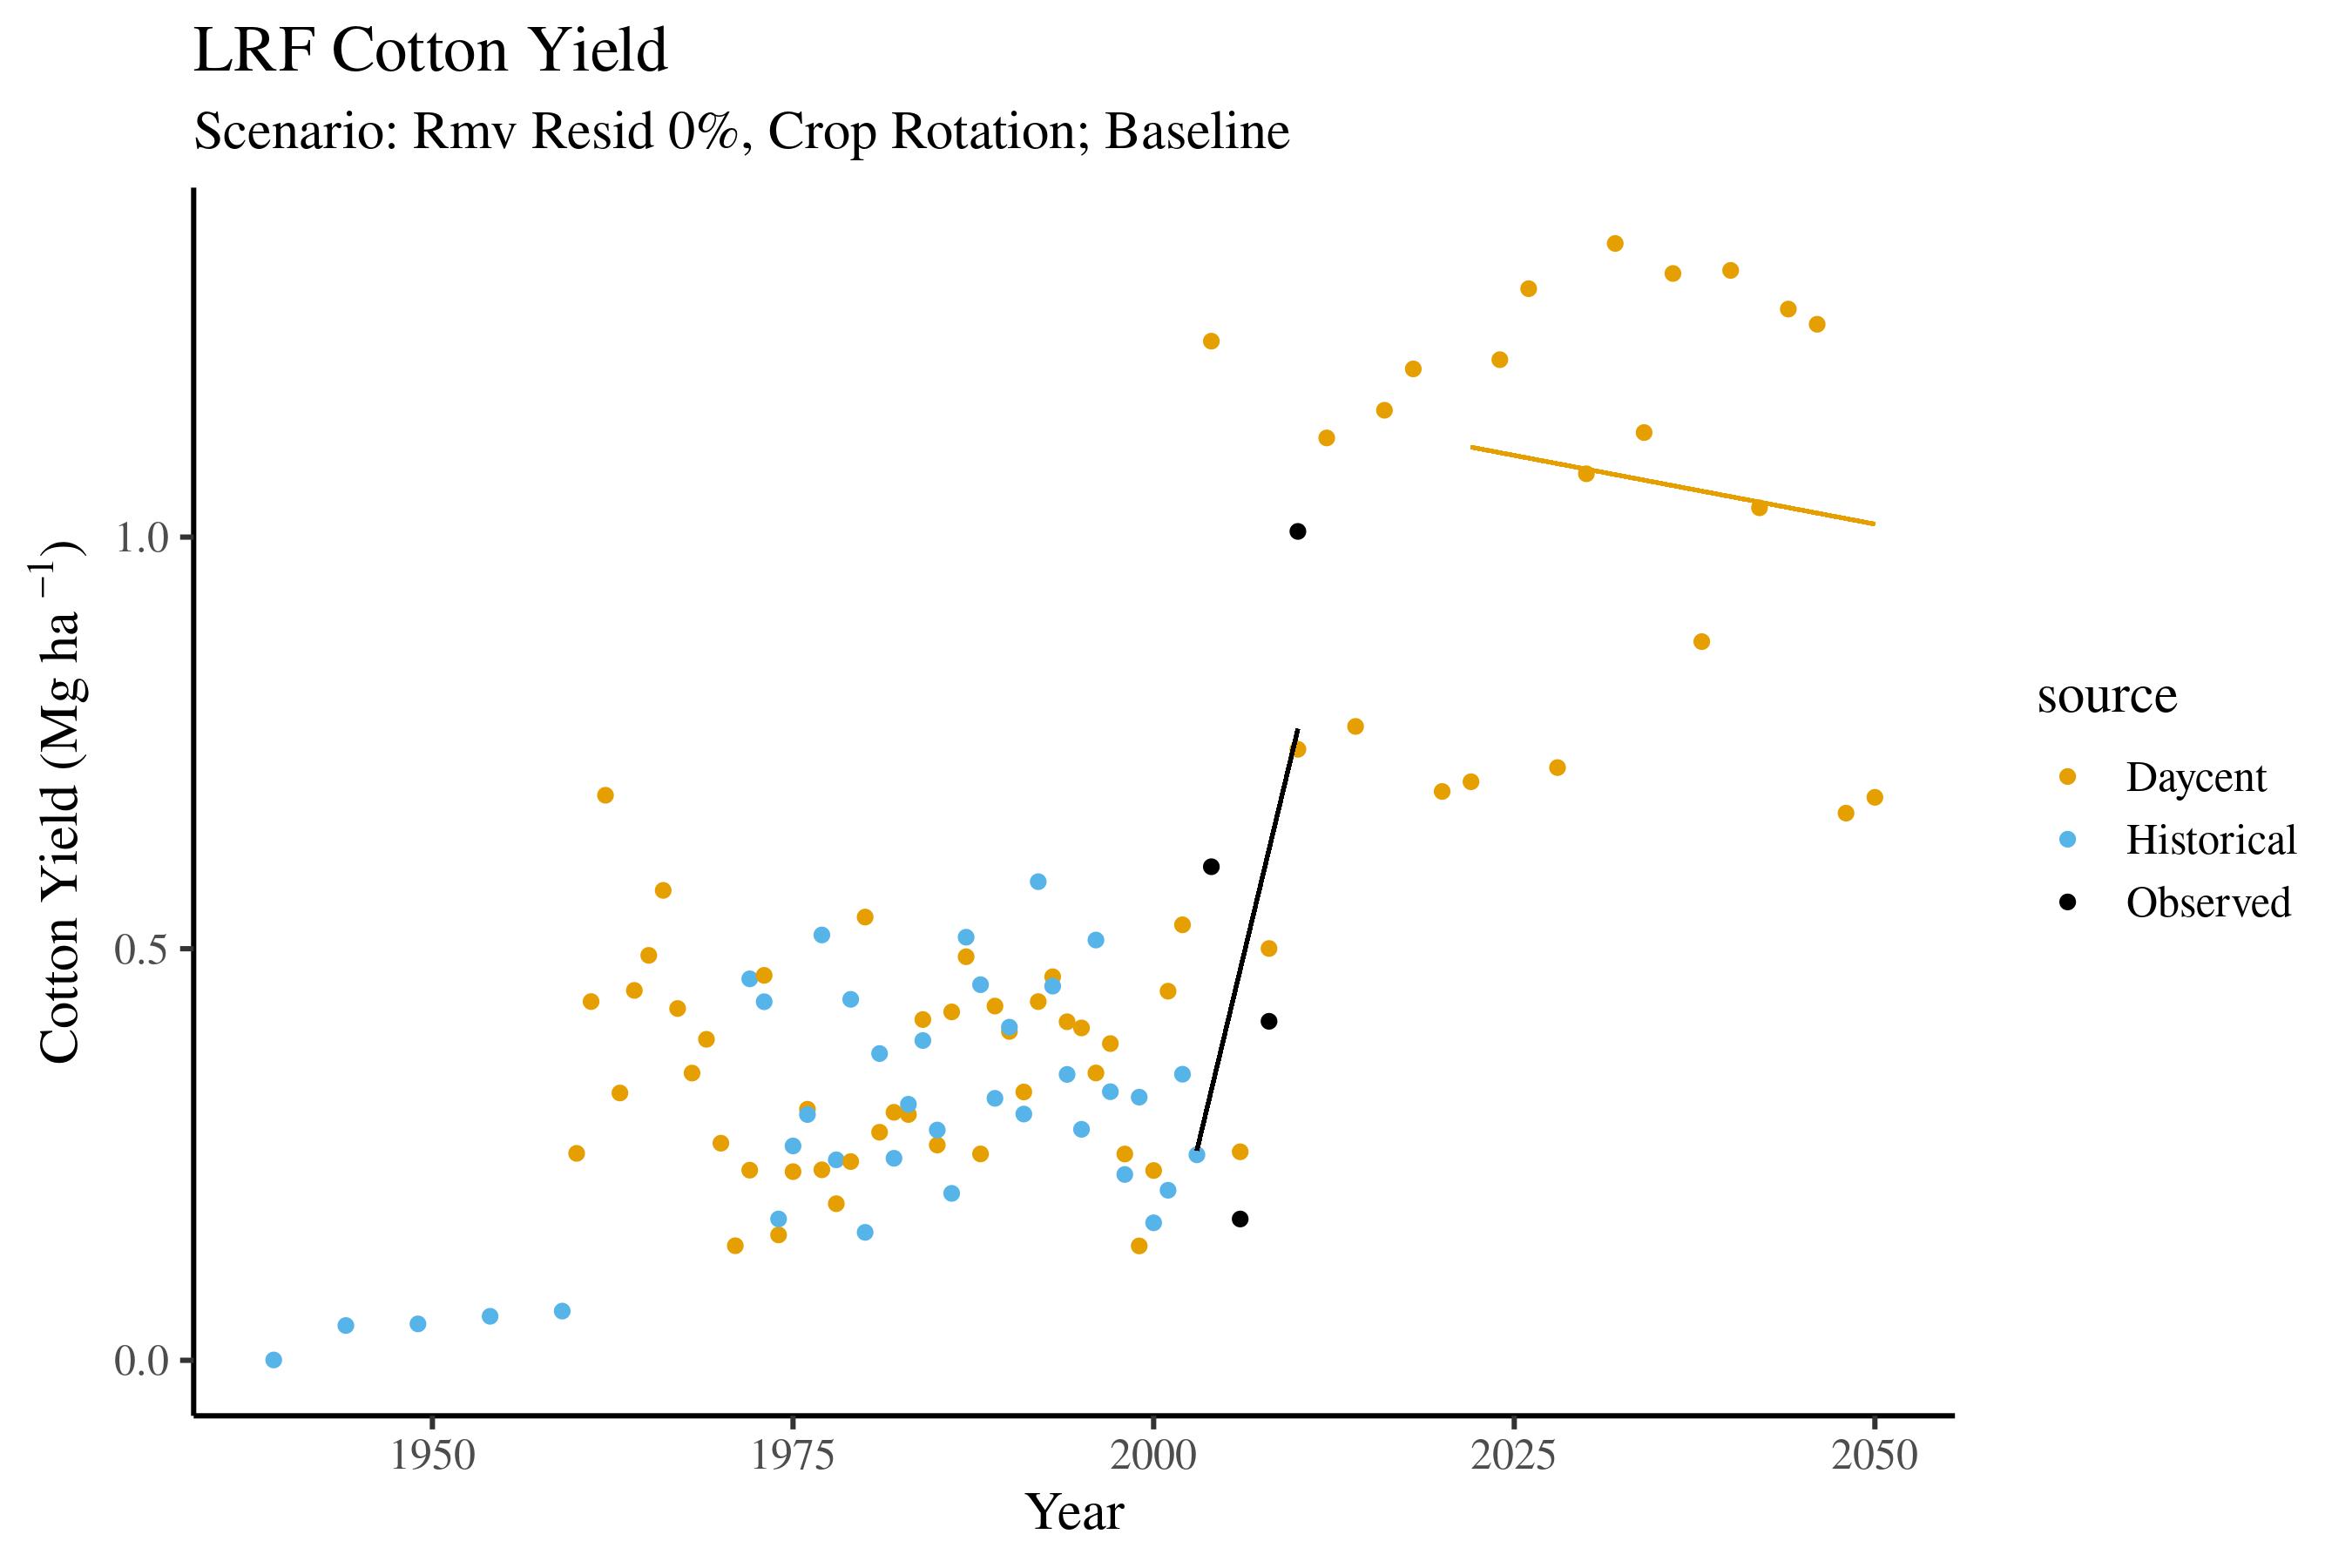 LRF Cotton Yield
Scenario: Rmv Resid 0%, Crop Rotation; Baseline
Cotton Yield (Mg ha −1)
1.0
0.5
0.0
1950
1975
2000
2025
2050
Year
source
Daycent
Historical
Observed